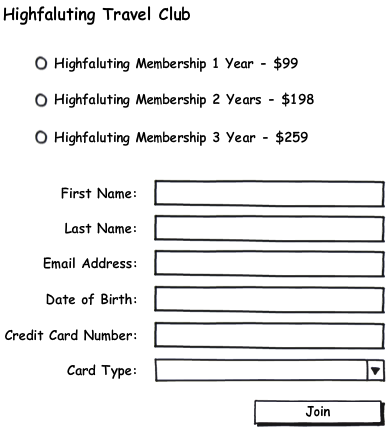 Highfaluting Travel Club
Highfaluting Membership 1 Year - $99
Highfaluting Membership 2 Years - $198
Highfaluting Membership 3 Year - $259
First Name:
Last Name:
Email Address:
Date of Birth:
Credit Card Number:
Card Type:
Join